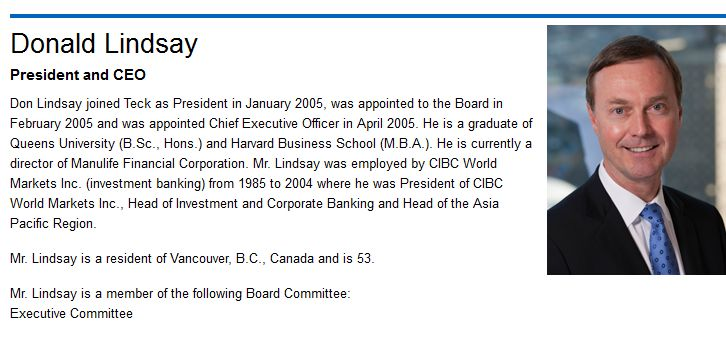 Donald Lindsay
President and CEO
Don Lindsay joined Teck as President in January 2005, was appointed to the Board in
February 2005 and was appointed Chief Executive Officer in April 2005. He is a graduate of
Queens University (B.Sc., Hons.) and Harvard Business School (M.B.A.). He is currently a
director of Manulife Financial Corporation. Mr. Lindsay was employed by CIBC World
Markets Inc. (investment banking) from 1985 to 2004 where he was President of CIBC
World Markets Inc., Head of Investment and Corporate Banking and Head of the Asia
Pacific Region.
Mr. Lindsay is a resident of Vancouver, B.C., Canada and is 53.
Mr. Lindsay is a member of the following Board Committee:
Executive Committee